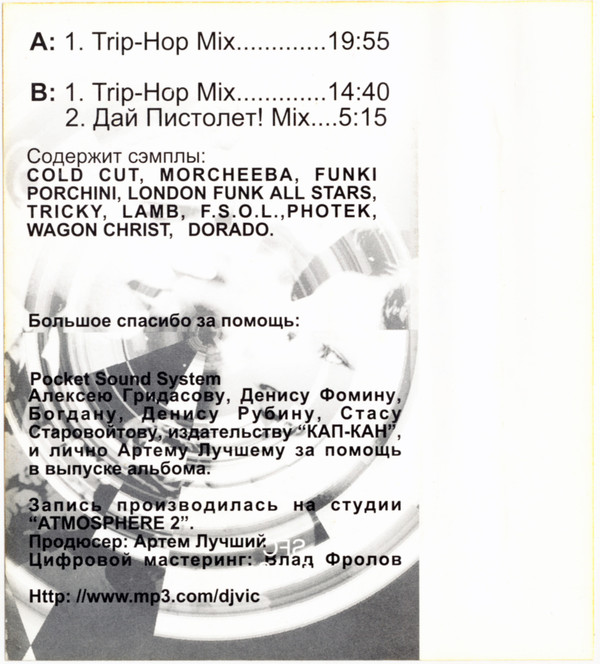 A: 1. Trip-Hop Mix.............19:55
B: 1. Trip-Hop Mix.............14:40
2. Дай Пистолет! Mix....5:15
Содержит сэмплы:
COLD CUT, MORCHEEBA, FUNKI
PORCHINI, LONDON FUNK ALL STARS,
TRICKY, LAMB, F.S.O.L.,PHOTEK,
WAGON CHRIST, DORADO.
Большое спасибо за помощь:
Pocket Sound System
Алексею Гридасову, Денису Фомину,
Богдану, Денису Рубину, Стасу
Старовойтову, издательству “КАП-КАН”,
и лично Артему Лучшему за помощь
в выпуске альбома.
Запись производилась на студии
“ATMOSPHERE 2”.
Продюсер: Артем Лучший
Цифровой мастеринг: Влад Фролов
Http: //www.mp3.com/djvic